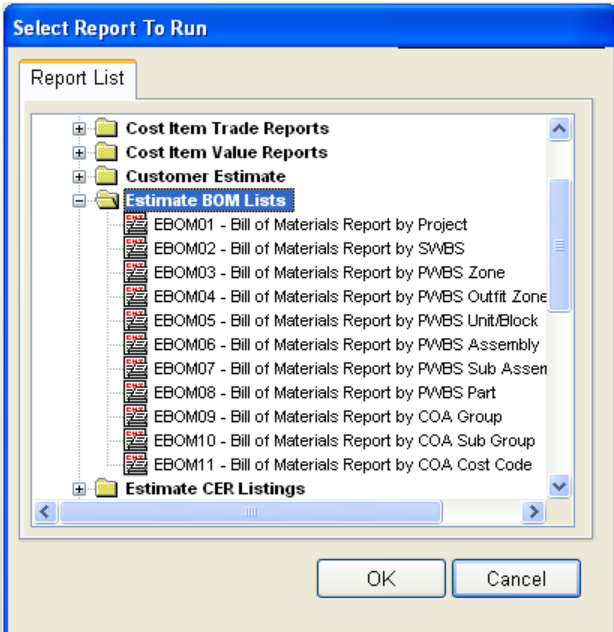 Select Report To Run
Report List
Cost Item Trade Reports
Cost Item Value Reports
Customer Estimate
Estimate BOM Lists
EBOM01 - Bill of Materials Report by Project
EBOM02 - Bill of Materials Report by SWBS
EBOM03 - Bill of Materials Report by PWBS Zone
EBOM04 - Bill of Materials Report by PWBS Outfit Zone
EBOM05 - Bill of Materials Report by PWBS Unit/Block
EBOM06 - Bill of Materials Report by PWBS Assembly
EBOM07 - Bill of Materials Report by PWBS Sub Assem
EBOM08 - Bill of Materials Report by PWBS Part
EBOM09 - Bill of Materials Report by COA Group
EBOM10 - Bill of Materials Report by COA Sub Group
EBOM11 - Bill of Materials Report by COA Cost Code
Estimate CER Listings
OK
Cancel